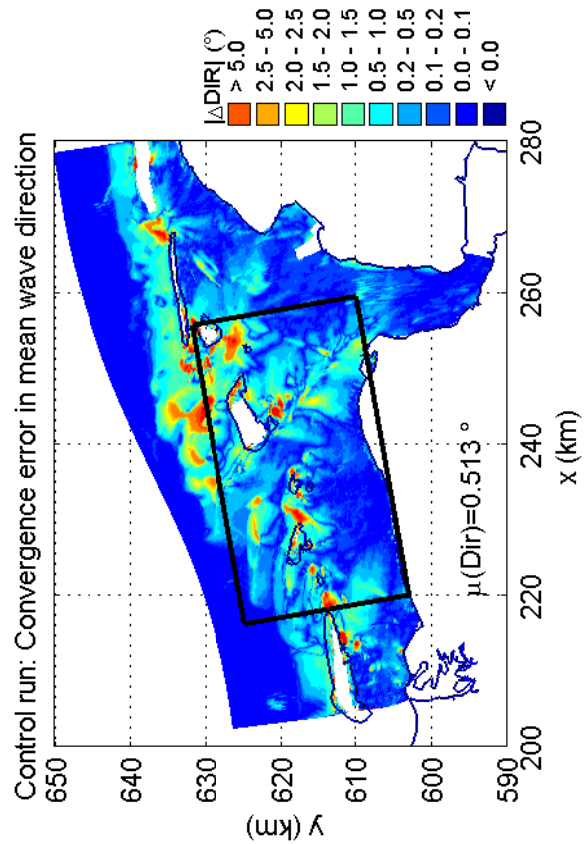 Control run: Convergence error in mean wave direction
|△DIR| (°)
> 5.0
2.5 - 5.0
2.0 - 2.5
1.5 - 2.0
1.0 - 1.5
0.5 - 1.0
0.2 - 0.5
0.1 - 0.2
0.0 - 0.1
< 0.0
650
640
630
620
610
600
590
y (km)
μ(Dir)=0.513 °
200
220
240
260
280
x (km)